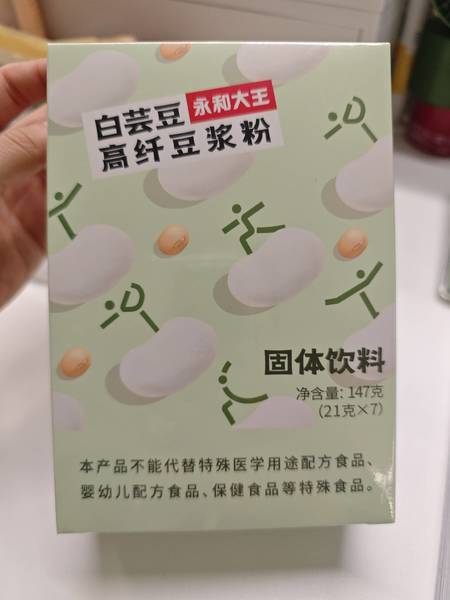 白芸豆 永和大王
高纤豆浆粉
固体饮料
净含量: 147克
(21克×7)
本产品不能代替特殊医学用途配方食品、
婴幼儿配方食品、保健食品等特殊食品。